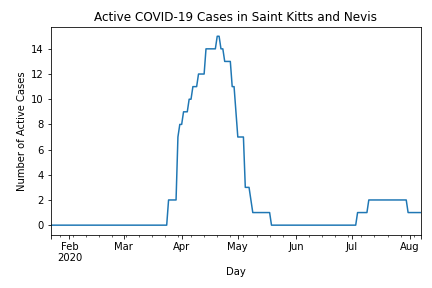 Active COVID-19 Cases in Saint Kitts and Nevis
Number of Active Cases
14
12
10
8
6
4
2
0
Feb Mar Apr May Jun Jul Aug
2020
Day